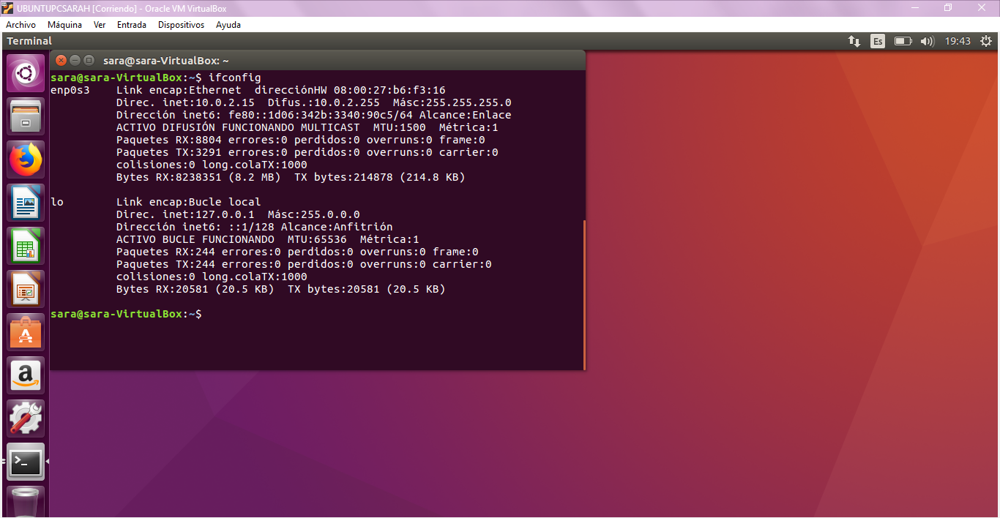 UBUNTUPCSARAH [Corriendo] - Oracle VM VirtualBox
Archivo Máquina Ver Entrada Dispositivos Ayuda
Terminal Es 19:43
sara@sara-VirtualBox: ~
sara@sara-VirtualBox:~$ ifconfig
enp0s3    Link encap:Ethernet  direcciónHW 08:00:27:b6:f3:16
          Direc. inet:10.0.2.15  Difus.:10.0.2.255  Másc:255.255.255.0
          Dirección inet6: fe80::1d06:342b:3340:90c5/64 Alcance:Enlace
          ACTIVO DIFUSIÓN FUNCIONANDO MULTICAST  MTU:1500  Métrica:1
          Paquetes RX:8804 errores:0 perdidos:0 overruns:0 frame:0
          Paquetes TX:3291 errores:0 perdidos:0 overruns:0 carrier:0
          colisiones:0 long.colaTX:1000
          Bytes RX:8238351 (8.2 MB)  TX bytes:214878 (214.8 KB)
lo        Link encap:Bucle local
          Direc. inet:127.0.0.1  Másc:255.0.0.0
          Dirección inet6: ::1/128 Alcance:Anfitrión
          ACTIVO BUCLE FUNCIONANDO  MTU:65536  Métrica:1
          Paquetes RX:244 errores:0 perdidos:0 overruns:0 frame:0
          Paquetes TX:244 errores:0 perdidos:0 overruns:0 carrier:0
          colisiones:0 long.colaTX:1000
          Bytes RX:20581 (20.5 KB)  TX bytes:20581 (20.5 KB)
sara@sara-VirtualBox:~$